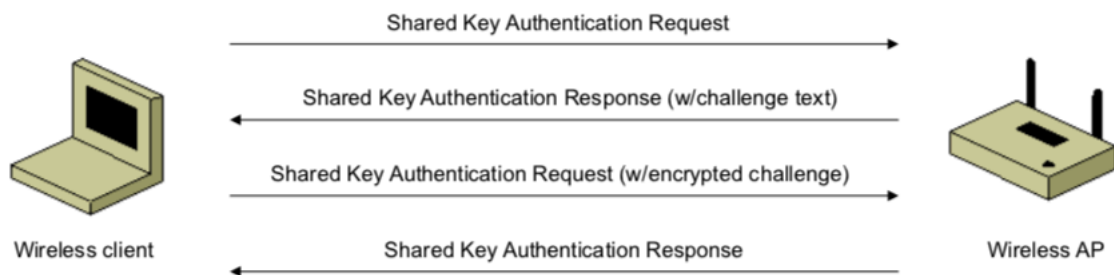 Shared Key Authentication Request
Shared Key Authentication Response (w/challenge text)
Shared Key Authentication Request (w/encrypted challenge)
Wireless client
Shared Key Authentication Response
Wireless AP